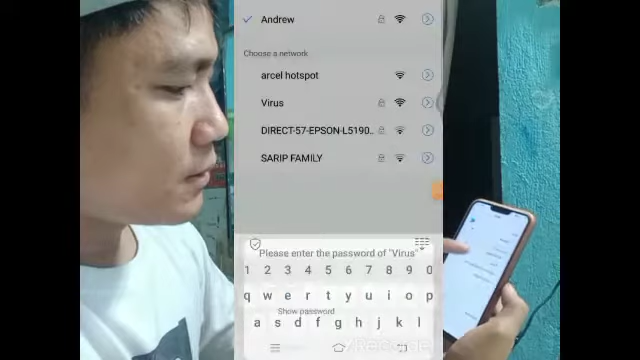 Andrew
Choose a network
arcel hotspot
Virus
DIRECT-57-EPSON-L5190..
SARIP FAMILY
Please enter the password of "Virus"
1 2 3 4 5 6 7 8 9 0
q w e r t y u i o p
Show password
a s d f g h j k l